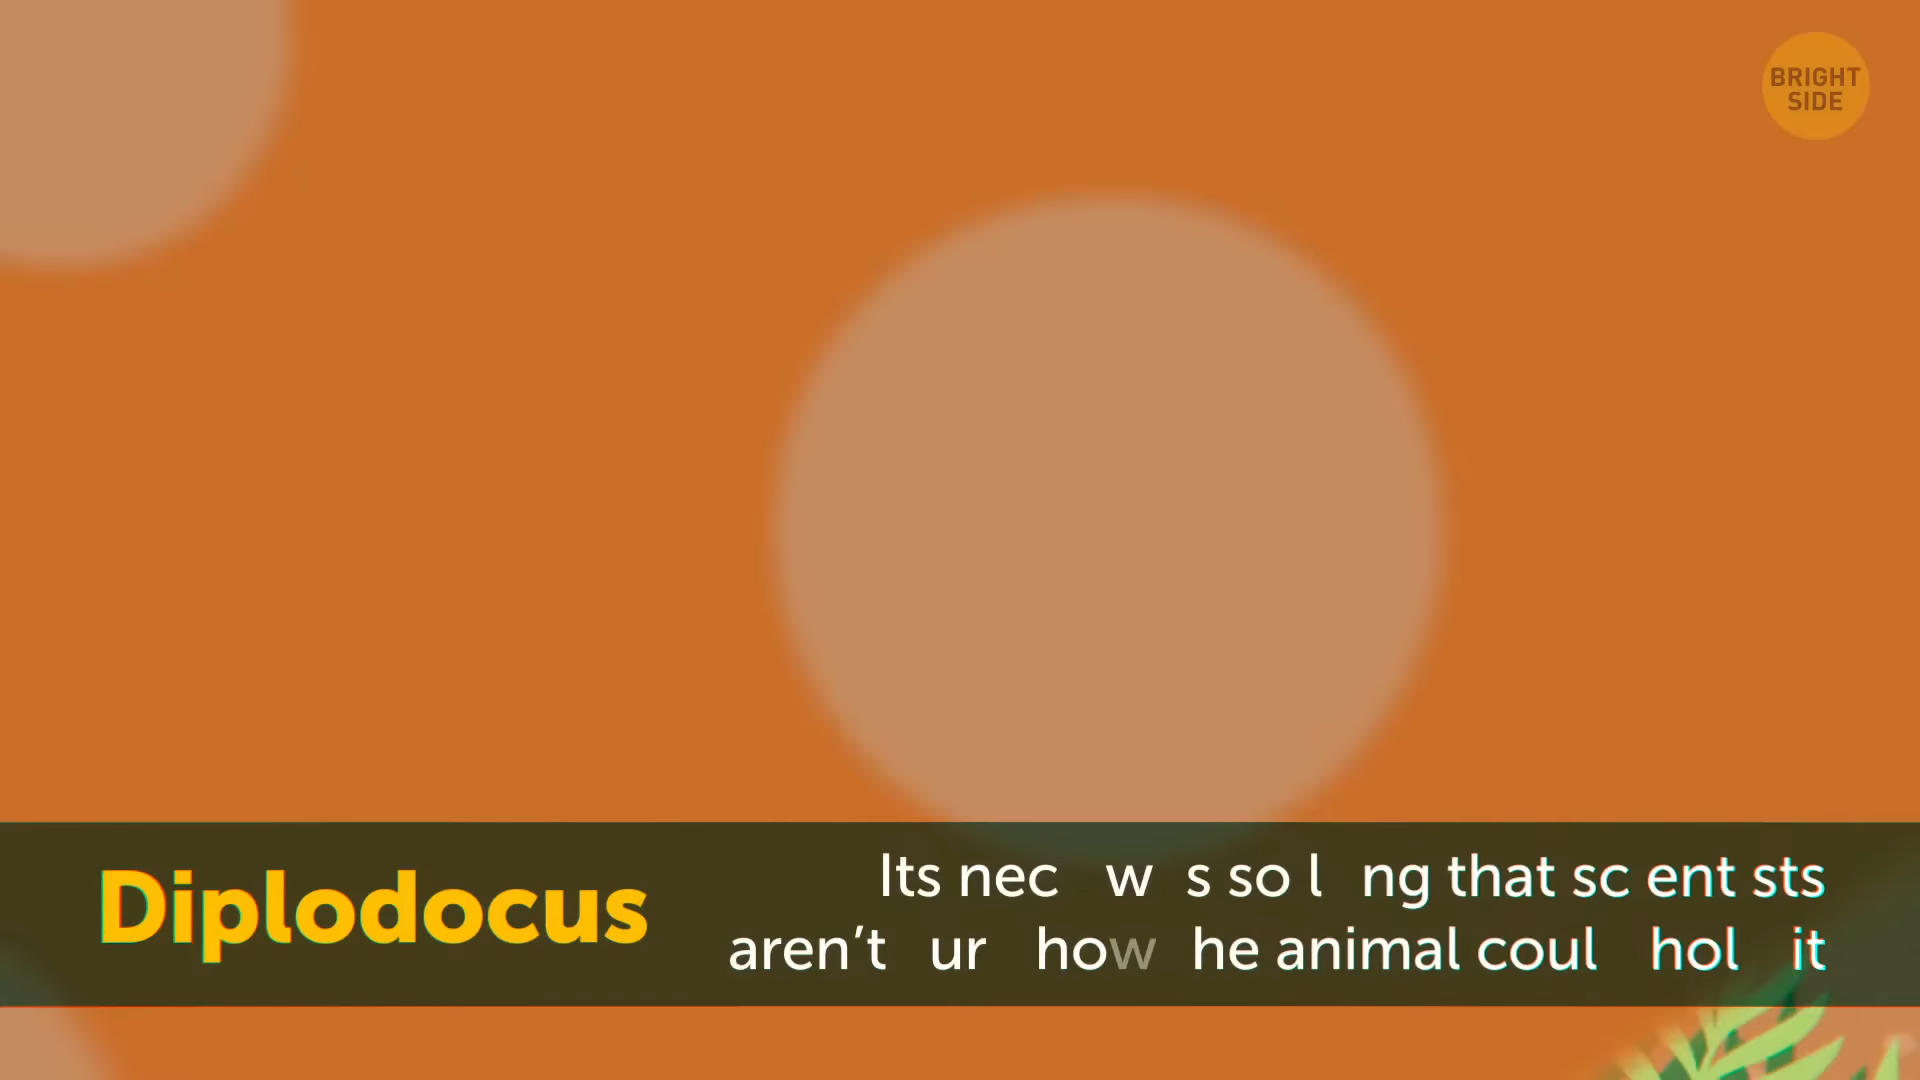 BRIGHT
SIDE
Diplodocus
Its nec w s so l ng that sc ent sts
aren’t ur how he animal coul hol it